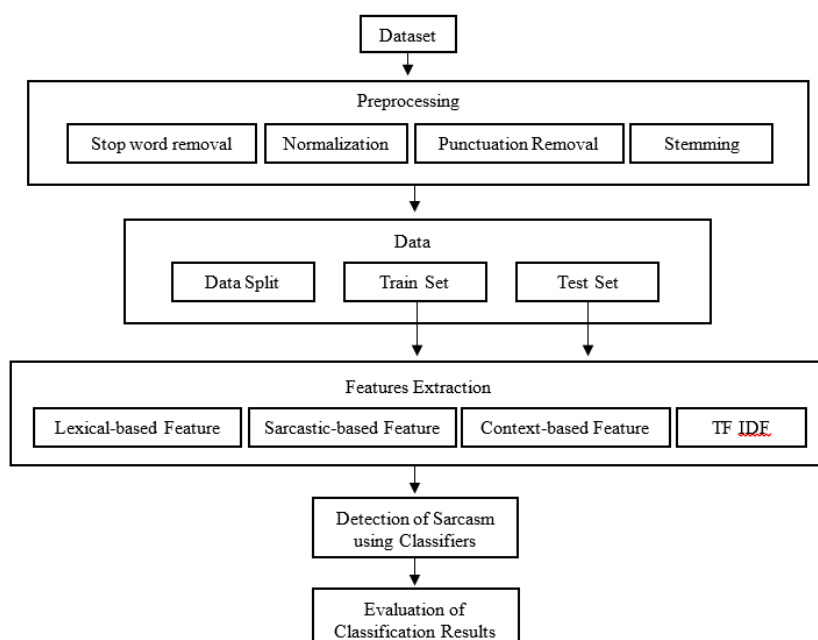 Dataset
Preprocessing
Stop word removal
Normalization
Punctuation Removal
Stemming
Data
Data Split
Train Set
Test Set
Features Extraction
Lexical-based Feature
Sarcastic-based Feature
Context-based Feature
TF IDF
Detection of Sarcasm
using Classifiers
Evaluation of
Classification Results